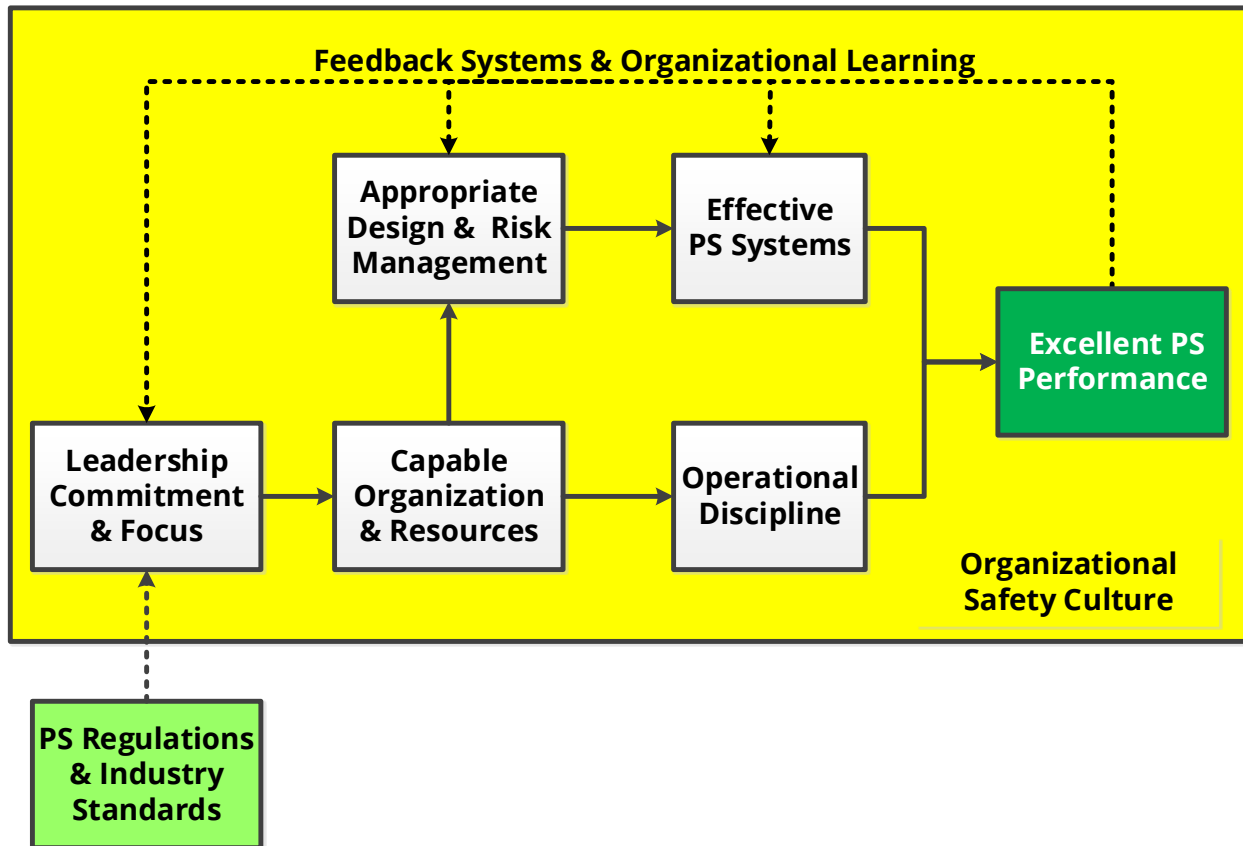 Feedback Systems & Organizational Learning
Appropriate
Design & Risk
Management
Effective
PS Systems
Excellent PS
Performance
Leadership
Commitment
& Focus
Capable
Organization
& Resources
Operational
Discipline
Organizational
Safety Culture
PS Regulations
& Industry
Standards